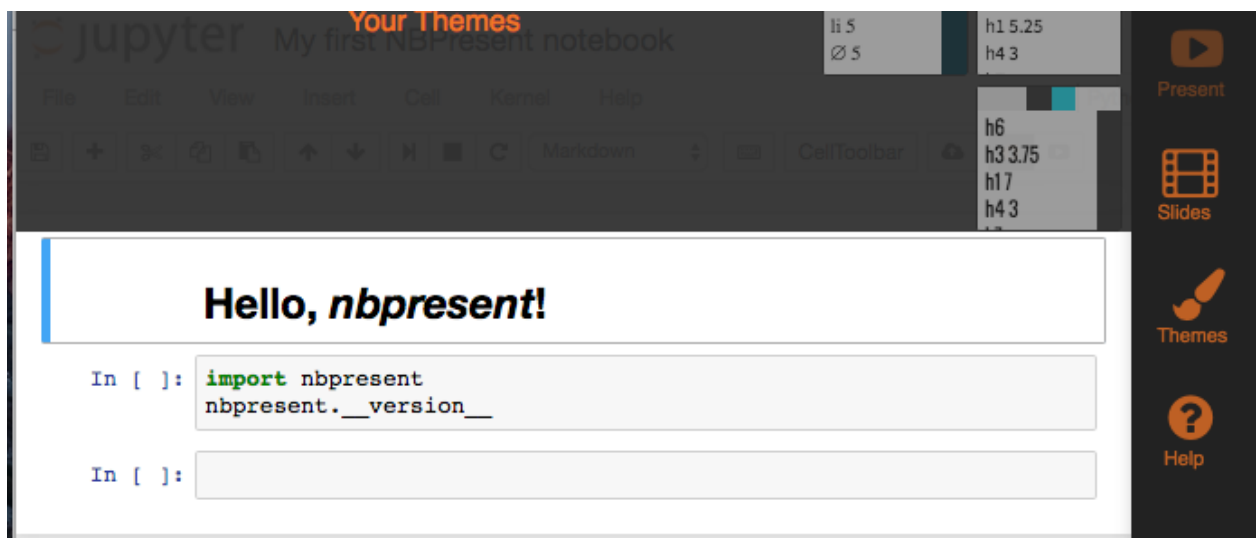 Your Themes
jupyter My first NBPresent notebook
li 5
∅ 5
h1 5.25
h4 3
Present
File Edit View Insert Cell Kernel Help
h6
h3 3.75
h1 7
h4 3
Markdown
CellToolbar
Slides
Hello, nbpresent!
Themes
In [ ]: import nbpresent
nbpresent.__version__
Help
In [ ]: